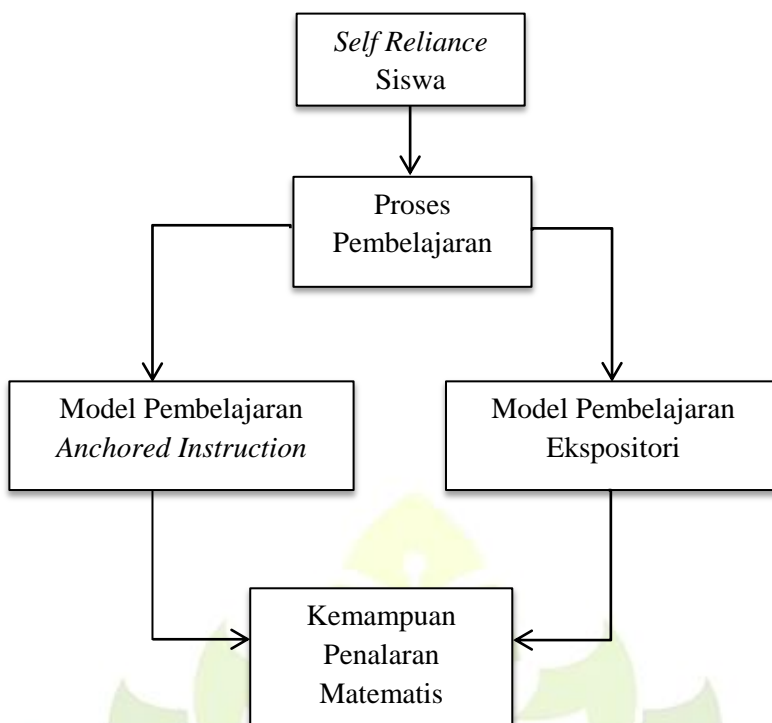 Self Reliance
Siswa
Proses
Pembelajaran
Model Pembelajaran
Anchored Instruction
Model Pembelajaran
Ekspositori
Kemampuan
Penalaran
Matematis